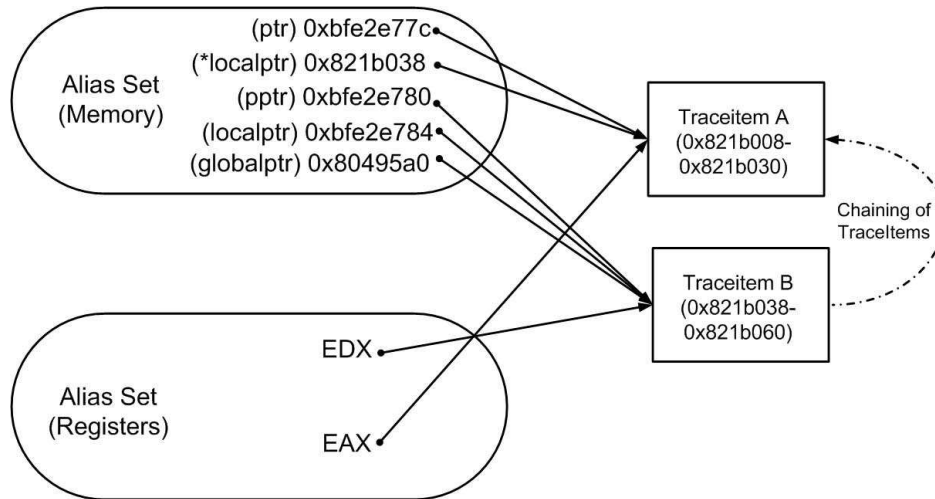 (ptr) 0xbfe2e77c
(*localptr) 0x821b038
(pptr) 0xbfe2e780
(localptr) 0xbfe2e784
(globalptr) 0x80495a0
Alias Set
(Memory)
Traceitem A
(0x821b008-
0x821b030)
Chaining of
TraceItems
Traceitem B
(0x821b038-
0x821b060)
EDX
EAX
Alias Set
(Registers)